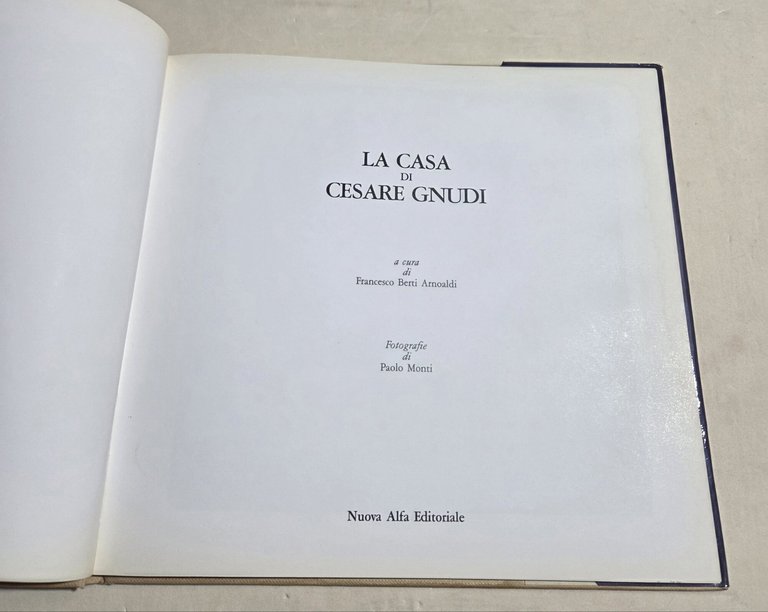 LA CASA
DI
CESARE GNUDI
a cura
di
Francesco Berti Arnoaldi
Fotografie
di
Paolo Monti
Nuova Alfa Editoriale